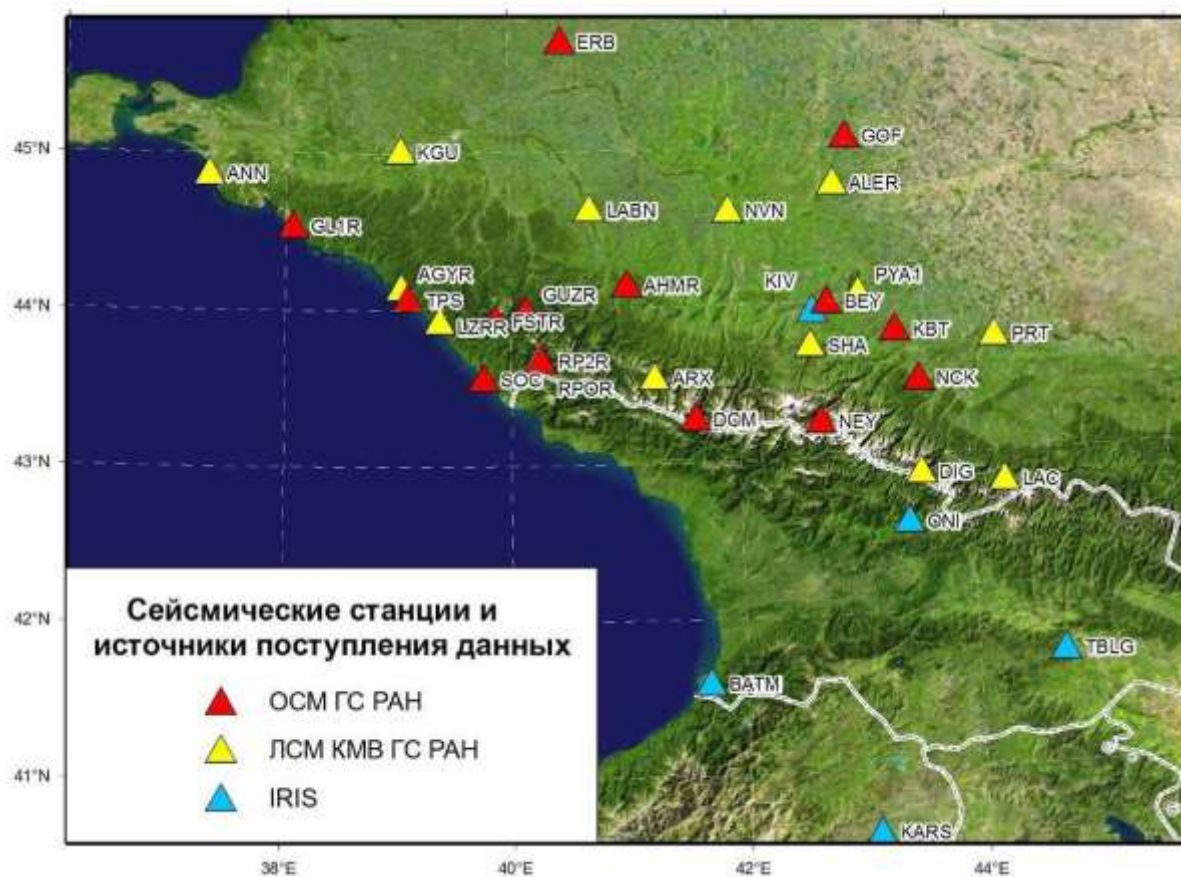 ERB
45°N
GOF
KGU
ANN
ALER
LABN
NVN
GL1R
AGYR
KIV
PYA1
44°N
TPS
GUZR
AHMR
BEY
LZRR
FSTR
KBT
PRT
SHA
RP2R
SOC
RPOR
ARX
NCK
DOM
NEY
43°N
DIG
LAC
ONI
42°N
Сейсмические станции и
источники поступления данных
TBLG
BATM
ОСМ ГС РАН
ЛСМ КМВ ГС РАН
41°N
IRIS
KARS
38°E
40°E
42°E
44°E